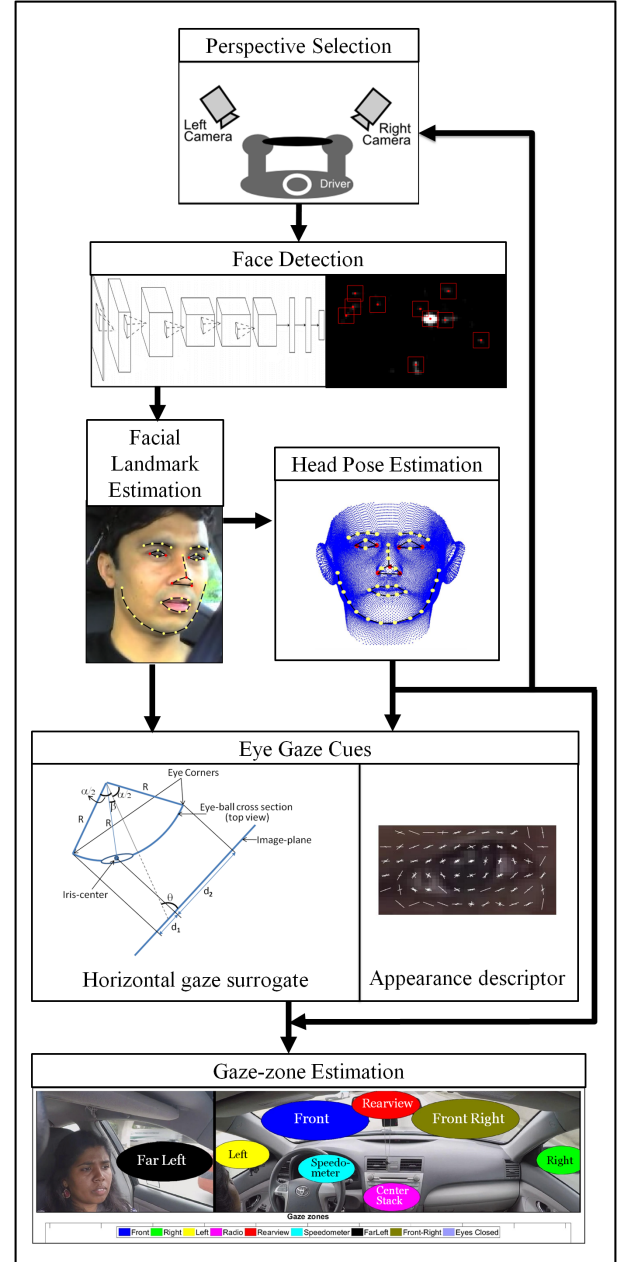 Perspective Selection
Left
Camera
Right
Camera
Driver
Face Detection
Facial
Landmark
Estimation
Head Pose Estimation
Eye Gaze Cues
Eye Corners
α/2
α/2
β
R
R
R
Eye-ball cross section
(top view)
Image-plane
Iris-center
θ
d₂
d₁
Horizontal gaze surrogate
Appearance descriptor
Gaze-zone Estimation
Far Left
Left
Front
Rearview
Front Right
Speedo-
meter
Center
Stack
Right
Gaze zones
Front Right Left Radio Rearview Speedometer FarLeft Front-Right Eyes Closed